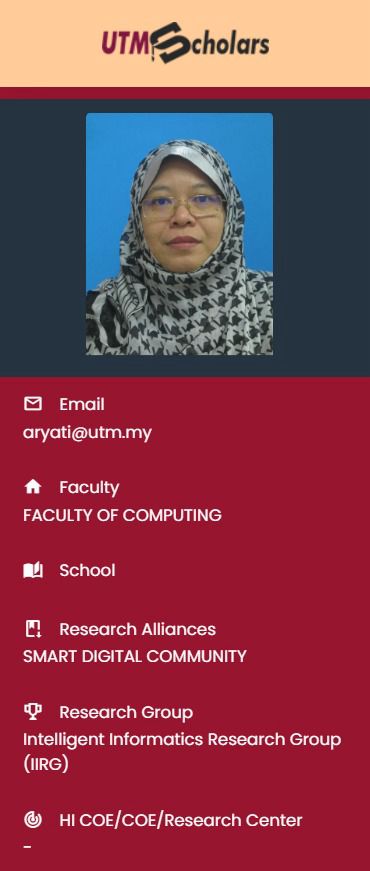 UTMScholars
Email
aryati@utm.my
Faculty
FACULTY OF COMPUTING
School
Research Alliances
SMART DIGITAL COMMUNITY
Research Group
Intelligent Informatics Research Group
(IIRG)
HI COE/COE/Research Center
-